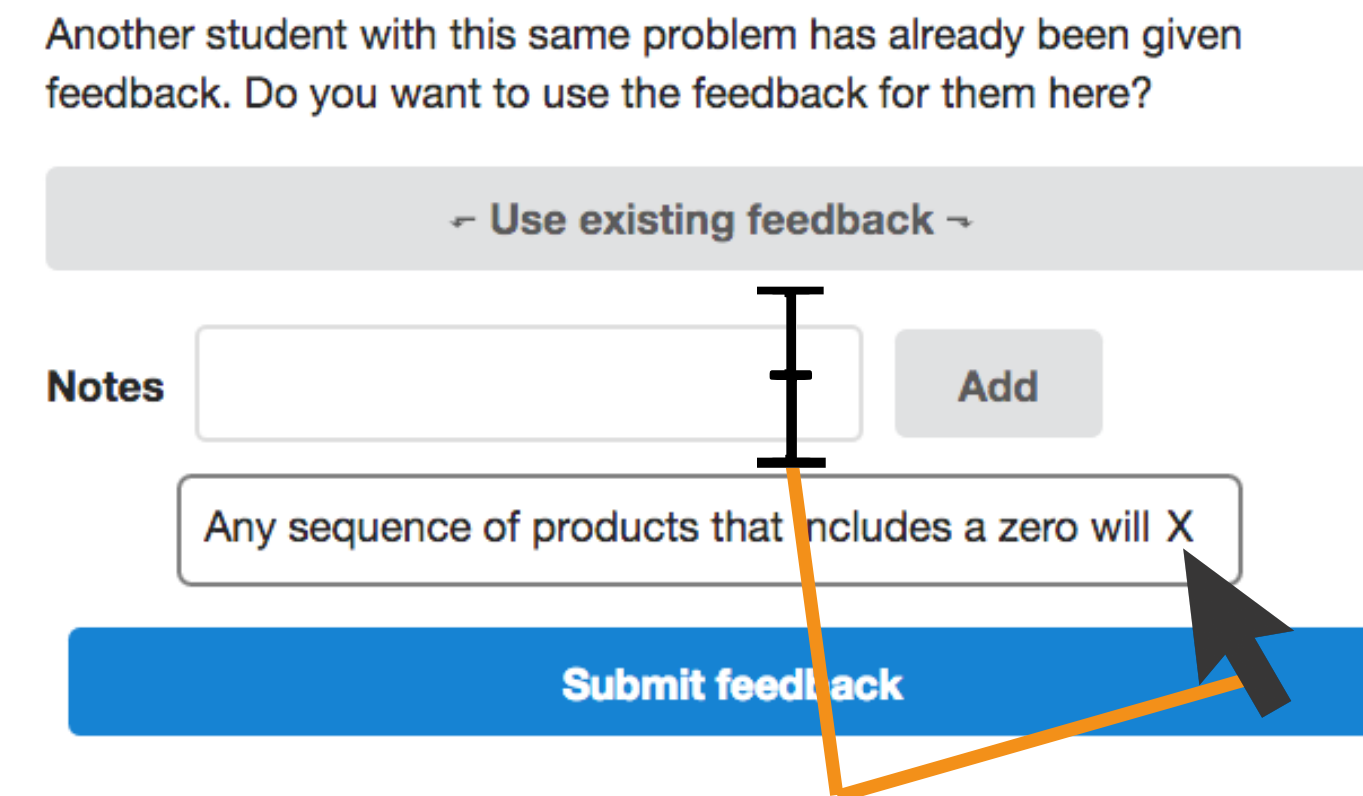 Another student with this same problem has already been given
feedback. Do you want to use the feedback for them here?
Use existing feedback
Notes
Add
Any sequence of products that includes a zero will X
Submit feedback